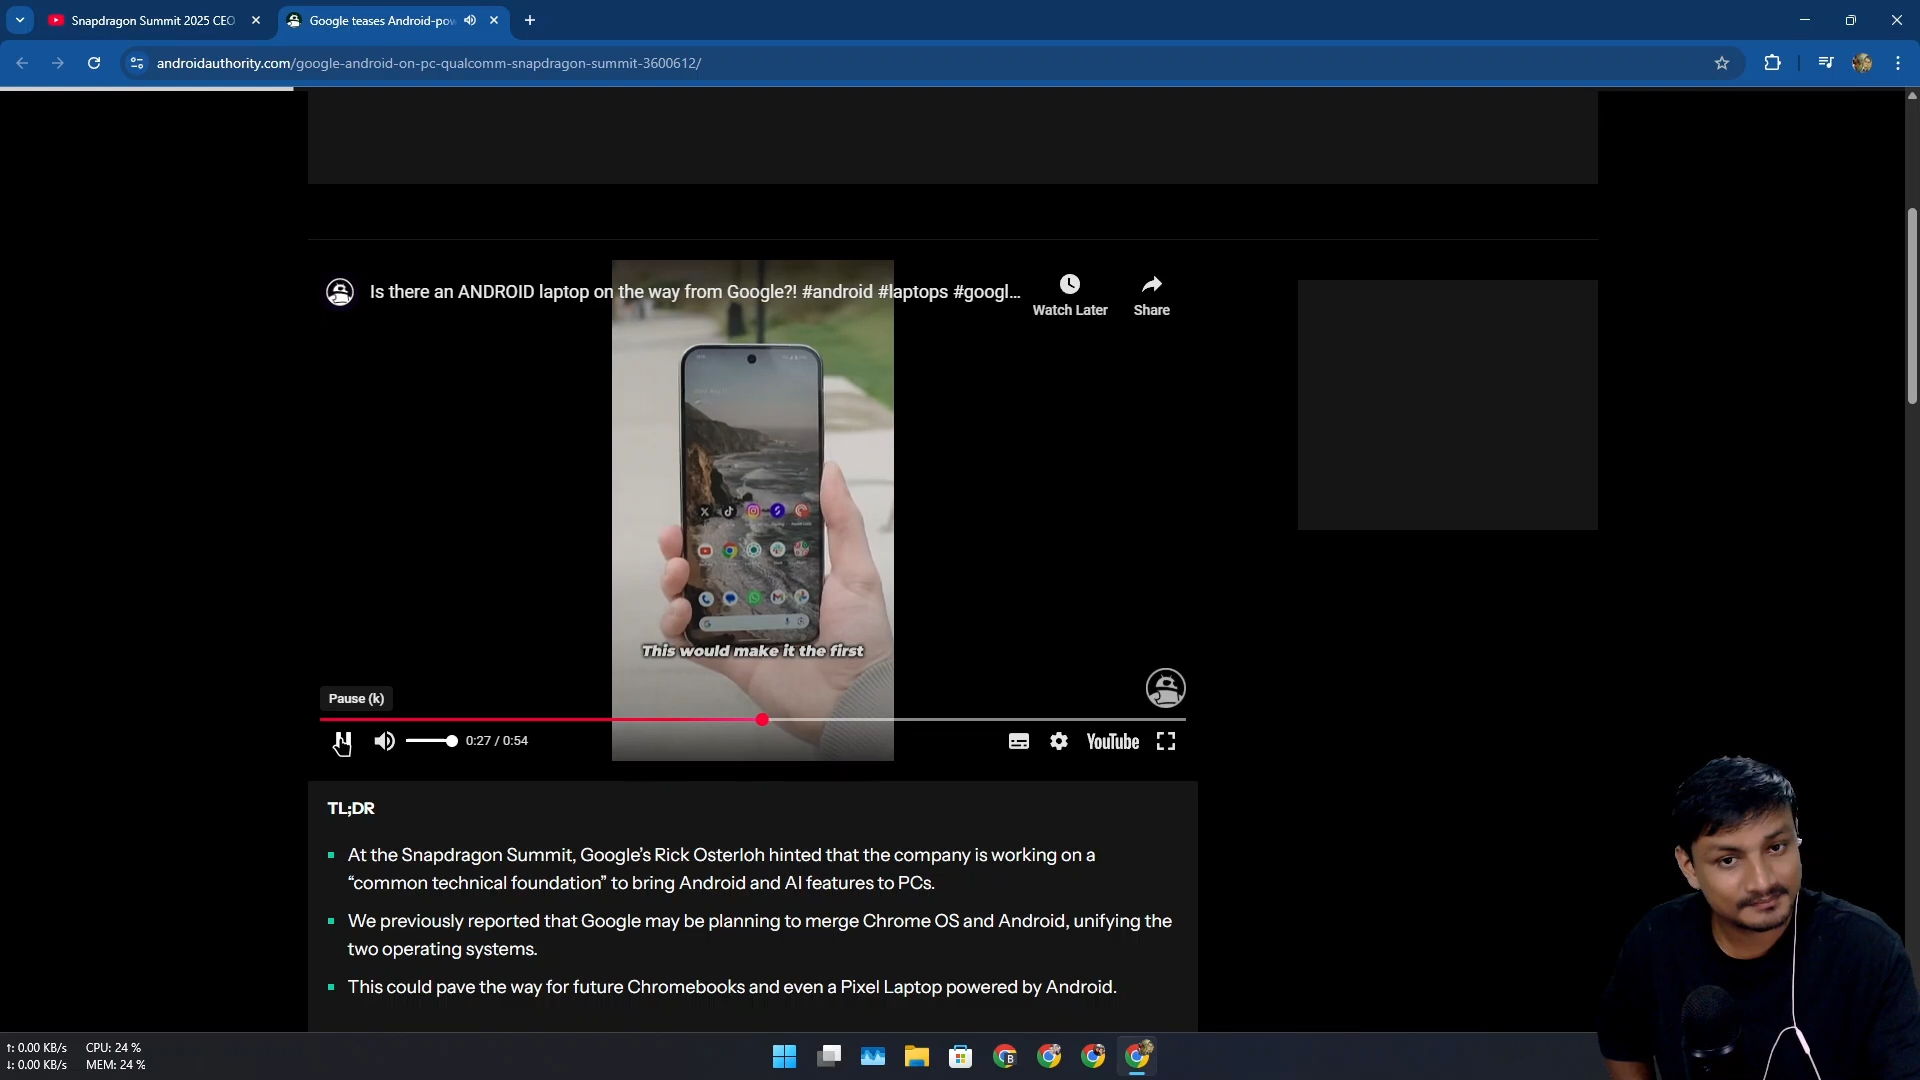 Snapdragon Summit 2025 CEO
Google teases Android-pow
androidauthority.com/google-android-on-pc-qualcomm-snapdragon-summit-3600612/
Is there an ANDROID laptop on the way from Google?! #android #laptops #googl...
Watch Later
Share
This would make it the first
Pause (k)
0:27 / 0:54
YouTube
TL;DR
At the Snapdragon Summit, Google’s Rick Osterloh hinted that the company is working on a
“common technical foundation” to bring Android and AI features to PCs.
We previously reported that Google may be planning to merge Chrome OS and Android, unifying the
two operating systems.
This could pave the way for future Chromebooks and even a Pixel Laptop powered by Android.
↑: 0.00 KB/s CPU: 24 %
↓: 0.00 KB/s MEM: 24 %